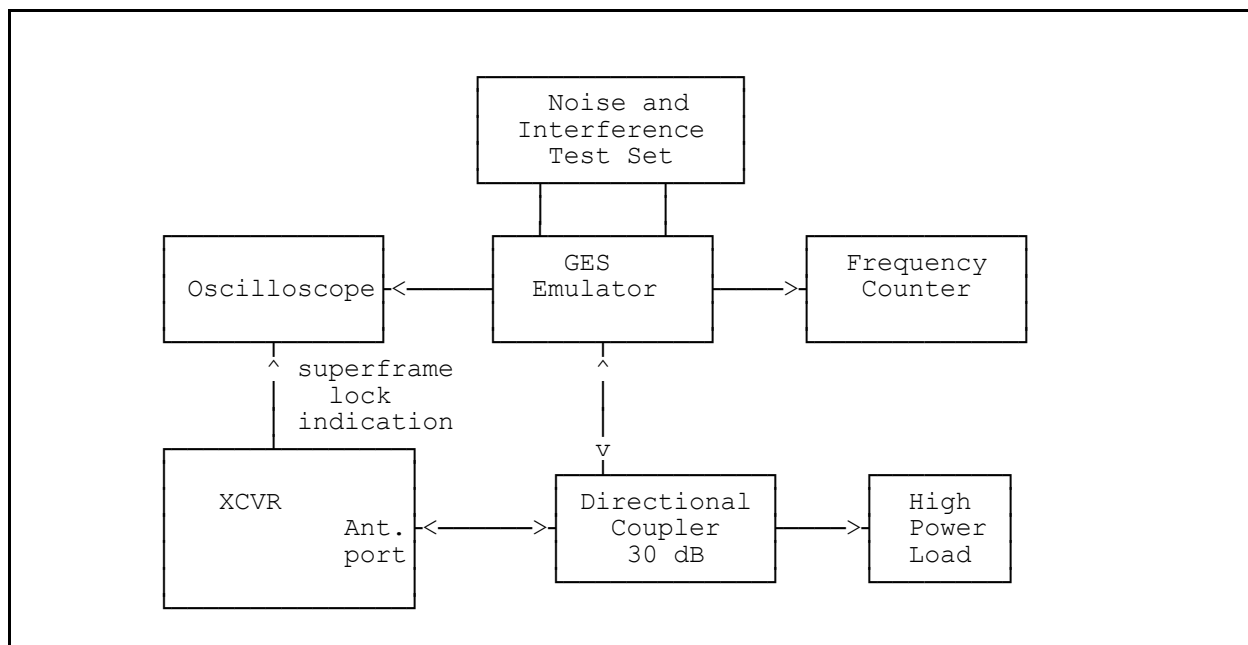 Noise and
Interference
Test Set
Oscilloscope
GES
Emulator
Frequency
Counter
superframe
lock
indication
XCVR
Ant.
port
Directional
Coupler
30 dB
High
Power
Load